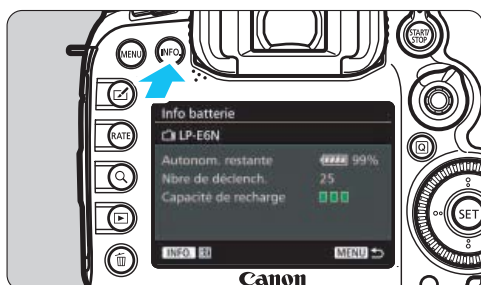 MENU
INFO.
START/
STOP
RATE
Q
SET
Info batterie
LP-E6N
Autonom. restante 99%
Nbre de déclench. 25
Capacité de recharge
INFO. MENU
Canon